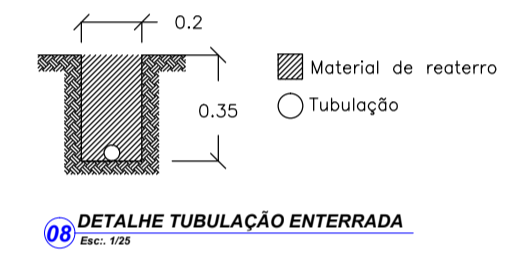 0.2
Material de reaterro
0.35
Tubulação
08
DETALHE TUBULAÇÃO ENTERRADA
Esc:. 1/25